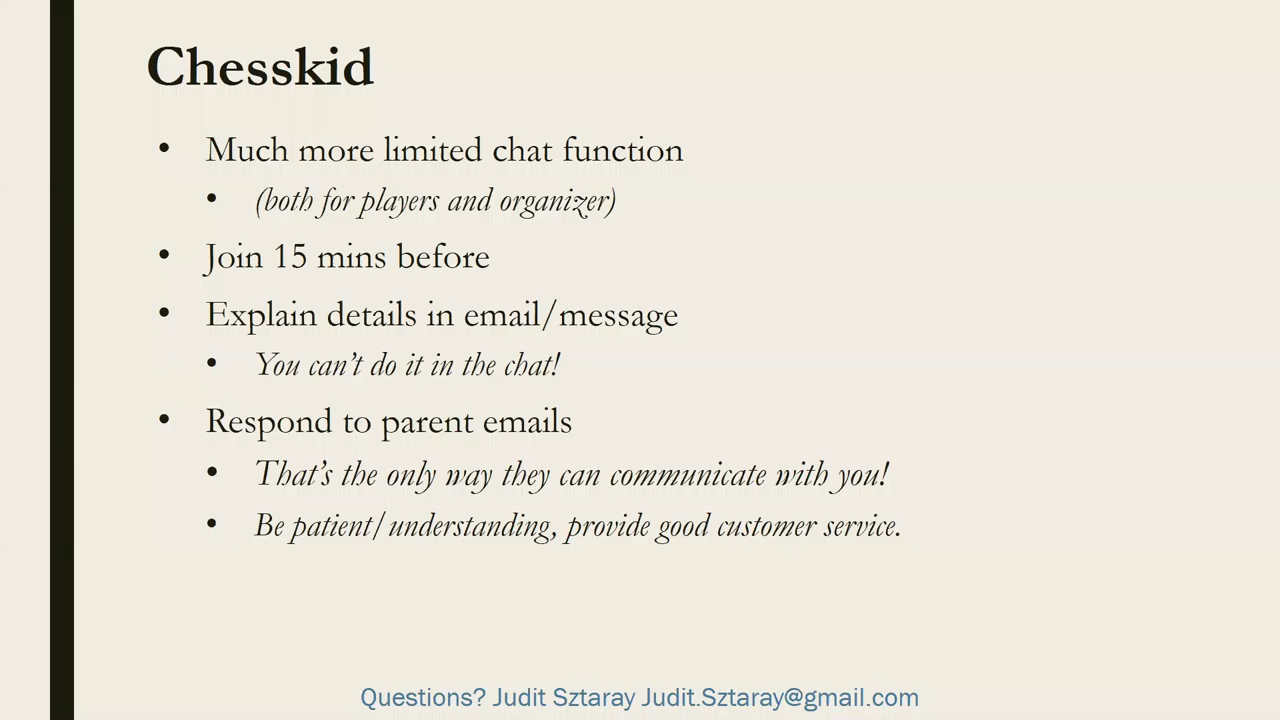 Chesskid
• Much more limited chat function
• (both for players and organizer)
• Join 15 mins before
• Explain details in email/message
• You can't do it in the chat!
• Respond to parent emails
• That's the only way they can communicate with you!
• Be patient/understanding, provide good customer service.
Questions? Judit Sztaray Judit.Sztaray@gmail.com